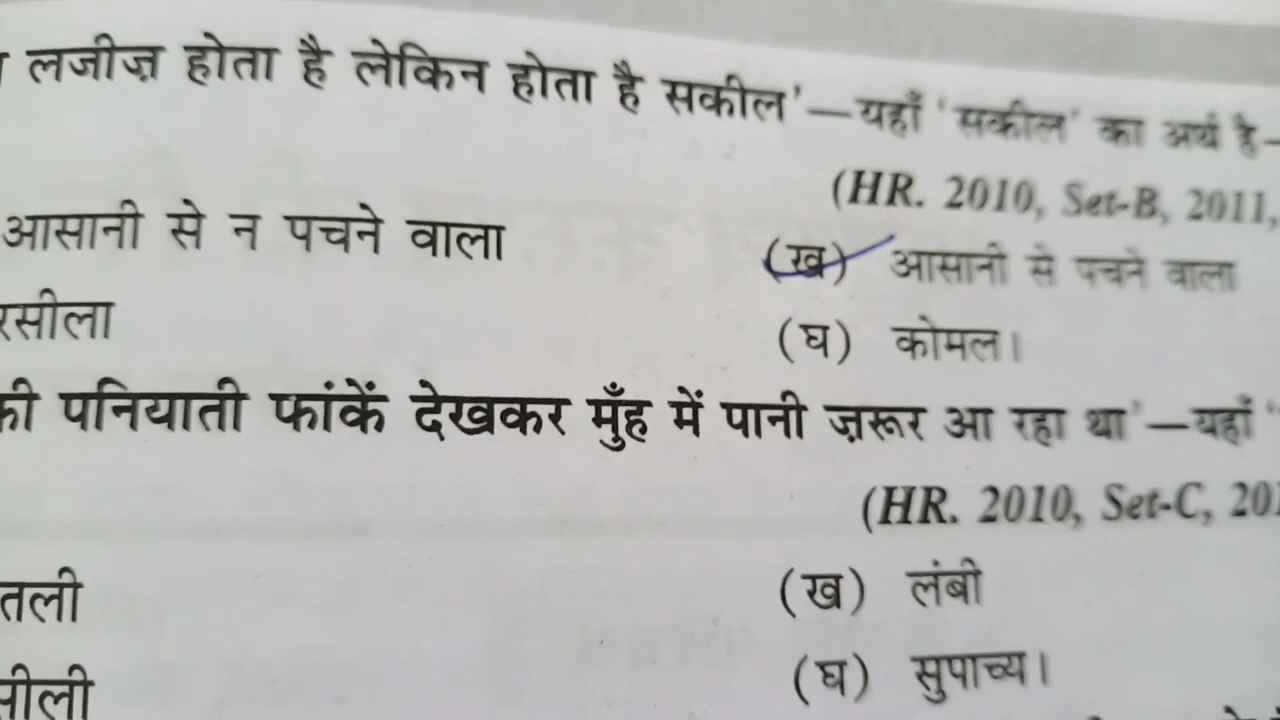 लजीज़ होता है लेकिन होता है सकील'—यहाँ 'सकील' का अर्थ है—
(HR. 2010, Set-B, 2011,
आसानी से न पचने वाला (ख) आसानी से पचने वाला
रसीला (घ) कोमल।
की पनियाती फांकें देखकर मुँह में पानी ज़रूर आ रहा था'—यहाँ '
(HR. 2010, Set-C, 201
तली (ख) लंबी
सीली (घ) सुपाच्य।